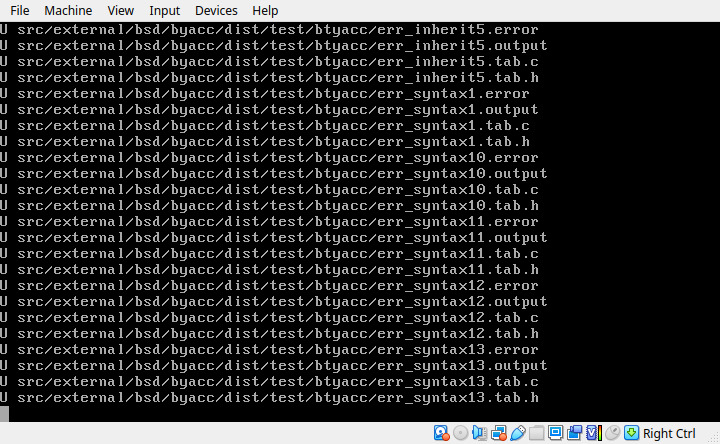 File Machine View Input Devices Help
U src/external/bsd/byacc/dist/test/btyacc/err_inherit5.error
U src/external/bsd/byacc/dist/test/btyacc/err_inherit5.output
U src/external/bsd/byacc/dist/test/btyacc/err_inherit5.tab.c
U src/external/bsd/byacc/dist/test/btyacc/err_inherit5.tab.h
U src/external/bsd/byacc/dist/test/btyacc/err_syntax1.error
U src/external/bsd/byacc/dist/test/btyacc/err_syntax1.output
U src/external/bsd/byacc/dist/test/btyacc/err_syntax1.tab.c
U src/external/bsd/byacc/dist/test/btyacc/err_syntax1.tab.h
U src/external/bsd/byacc/dist/test/btyacc/err_syntax10.error
U src/external/bsd/byacc/dist/test/btyacc/err_syntax10.output
U src/external/bsd/byacc/dist/test/btyacc/err_syntax10.tab.c
U src/external/bsd/byacc/dist/test/btyacc/err_syntax10.tab.h
U src/external/bsd/byacc/dist/test/btyacc/err_syntax11.error
U src/external/bsd/byacc/dist/test/btyacc/err_syntax11.output
U src/external/bsd/byacc/dist/test/btyacc/err_syntax11.tab.c
U src/external/bsd/byacc/dist/test/btyacc/err_syntax11.tab.h
U src/external/bsd/byacc/dist/test/btyacc/err_syntax12.error
U src/external/bsd/byacc/dist/test/btyacc/err_syntax12.output
U src/external/bsd/byacc/dist/test/btyacc/err_syntax12.tab.c
U src/external/bsd/byacc/dist/test/btyacc/err_syntax12.tab.h
U src/external/bsd/byacc/dist/test/btyacc/err_syntax13.error
U src/external/bsd/byacc/dist/test/btyacc/err_syntax13.output
U src/external/bsd/byacc/dist/test/btyacc/err_syntax13.tab.c
U src/external/bsd/byacc/dist/test/btyacc/err_syntax13.tab.h
Right Ctrl